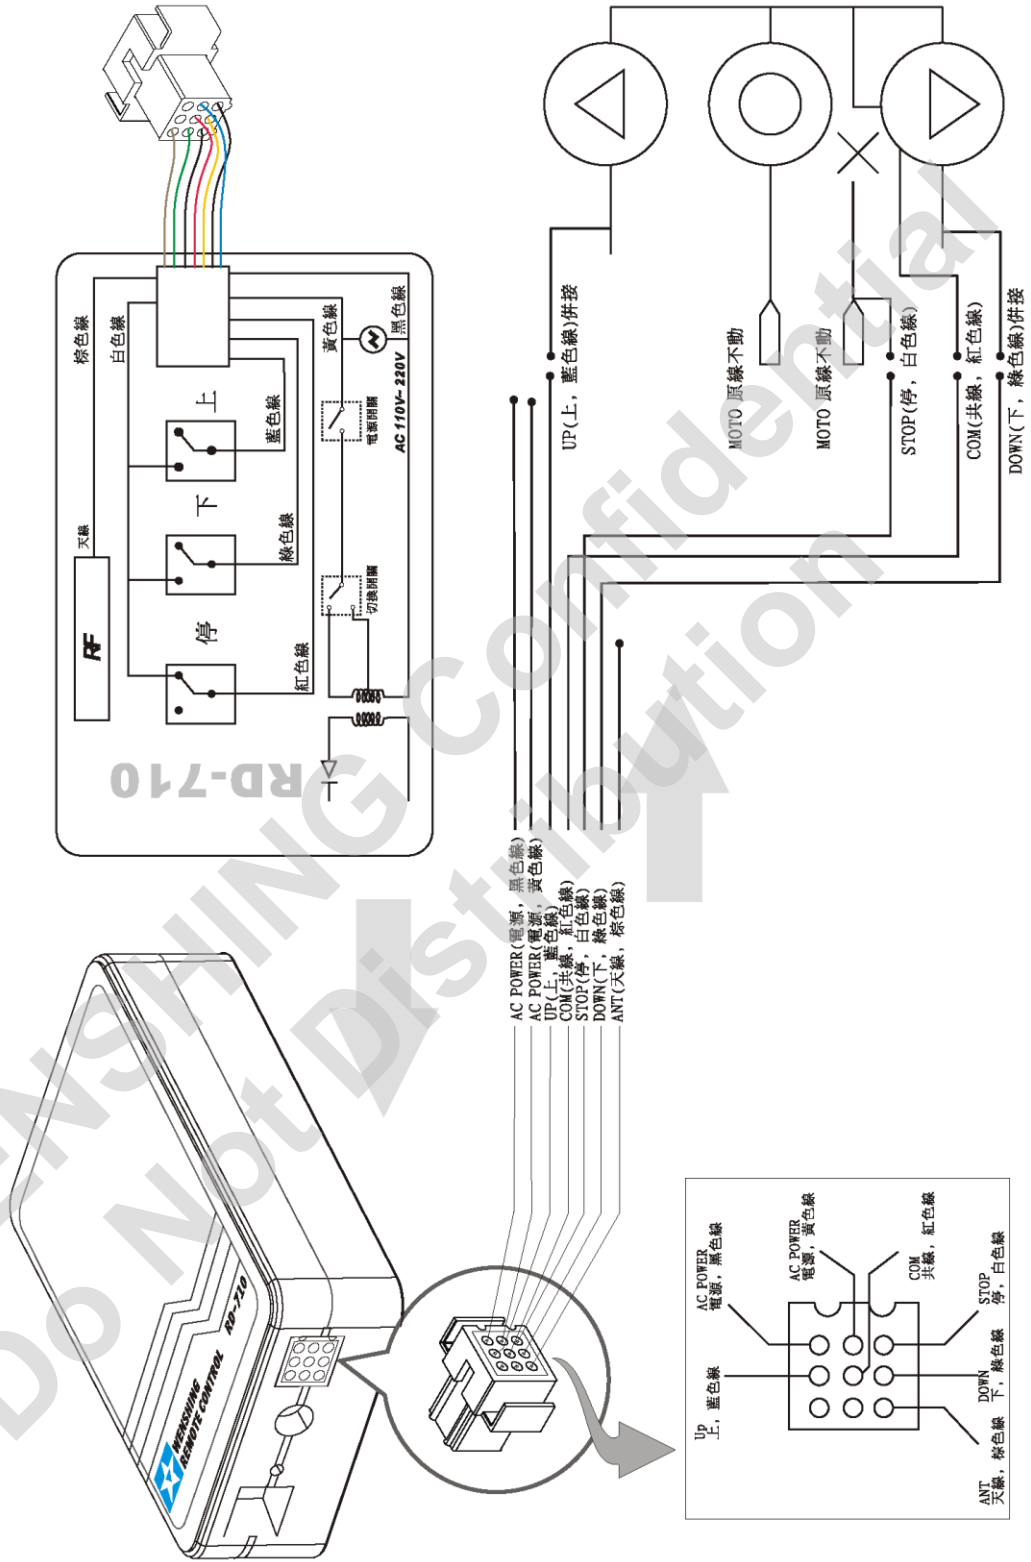 WENSHING Confidential
Do Not Distribution
WENSHING
REMOTE CONTROL RD-710
RD-710
RF
天線
棕色線
白色線
停
下
上
紅色線
綠色線
藍色線
切換開關
電源開關
黃色線
黑色線
AC 110V~220V
AC POWER(電源, 黑色線)
AC POWER(電源, 黃色線)
UP(上, 藍色線)
COM(共線, 紅色線)
STOP(停, 白色線)
DOWN(下, 綠色線)
ANT(天線, 棕色線)
UP(上, 藍色線)併接
MOTO 原線不動
MOTO 原線不動
STOP(停, 白色線)
COM(共線, 紅色線)
DOWN(下, 綠色線)併接
Up
上, 藍色線
AC POWER
電源, 黑色線
AC POWER
電源, 黃色線
COM
共線, 紅色線
ANT
天線, 棕色線
DOWN
下, 綠色線
STOP
停, 白色線